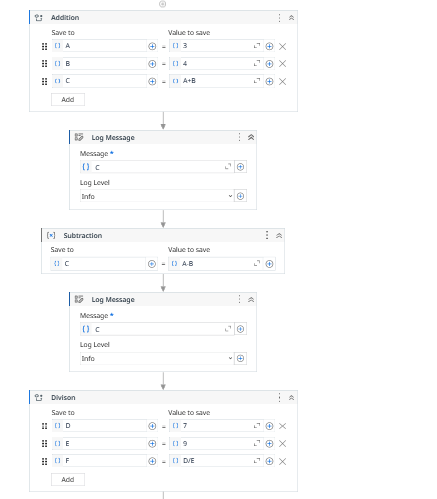 Addition
Save to Value to save
A = 3
B = 4
C = A+B
Add
Log Message
Message *
C
Log Level
Info
Subtraction
Save to Value to save
C = A-B
Log Message
Message *
C
Log Level
Info
Divison
Save to Value to save
D = 7
E = 9
F = D/E
Add